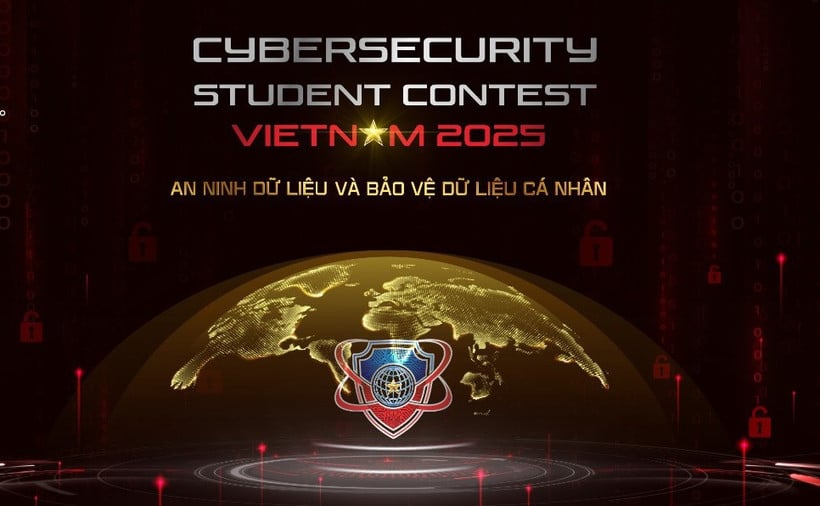 CYBERSECURITY
STUDENT CONTEST
VIETNAM 2025
AN NINH DỮ LIỆU VÀ BẢO VỆ DỮ LIỆU CÁ NHÂN